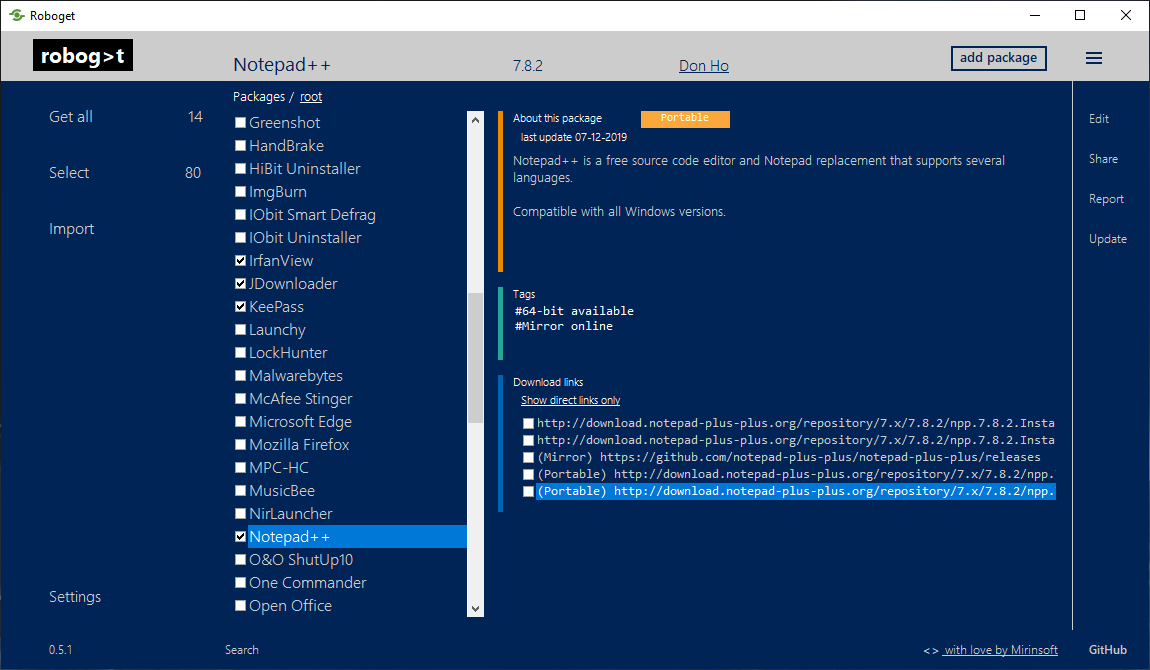 Roboget
robog>t
Notepad++
7.8.2
Don Ho
add package
Packages / root
Get all 14
Select 80
Import
Settings
0.5.1
Greenshot
HandBrake
HiBit Uninstaller
ImgBurn
IObit Smart Defrag
IObit Uninstaller
IrfanView
JDownloader
KeePass
Launchy
LockHunter
Malwarebytes
McAfee Stinger
Microsoft Edge
Mozilla Firefox
MPC-HC
MusicBee
NirLauncher
Notepad++
O&O ShutUp10
One Commander
Open Office
Search
About this package
Portable
last update 07-12-2019
Notepad++ is a free source code editor and Notepad replacement that supports several
languages.
Compatible with all Windows versions.
Tags
#64-bit available
#Mirror online
Download links
Show direct links only
http://download.notepad-plus-plus.org/repository/7.x/7.8.2/npp.7.8.2.Insta
http://download.notepad-plus-plus.org/repository/7.x/7.8.2/npp.7.8.2.Insta
(Mirror) https://github.com/notepad-plus-plus/notepad-plus-plus/releases
(Portable) http://download.notepad-plus-plus.org/repository/7.x/7.8.2/npp.
(Portable) http://download.notepad-plus-plus.org/repository/7.x/7.8.2/npp.
Edit
Share
Report
Update
<> with love by Mirinsoft
GitHub